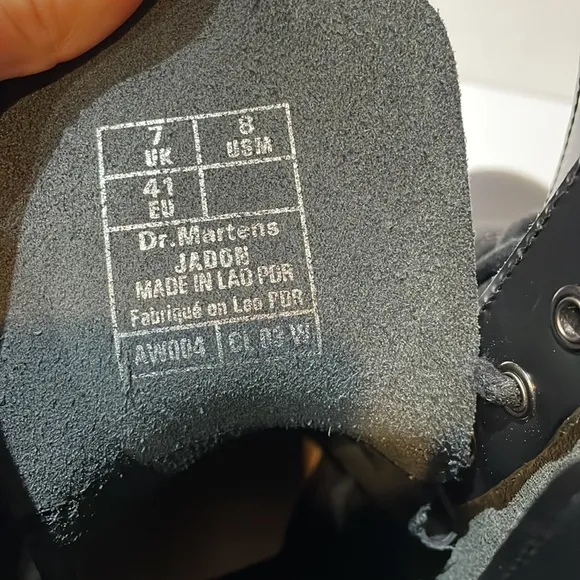 7 8
UK USM
41
EU
Dr.Martens
JADON
MADE IN LAO PDR
Fabriqué en Lao PDR
AW004